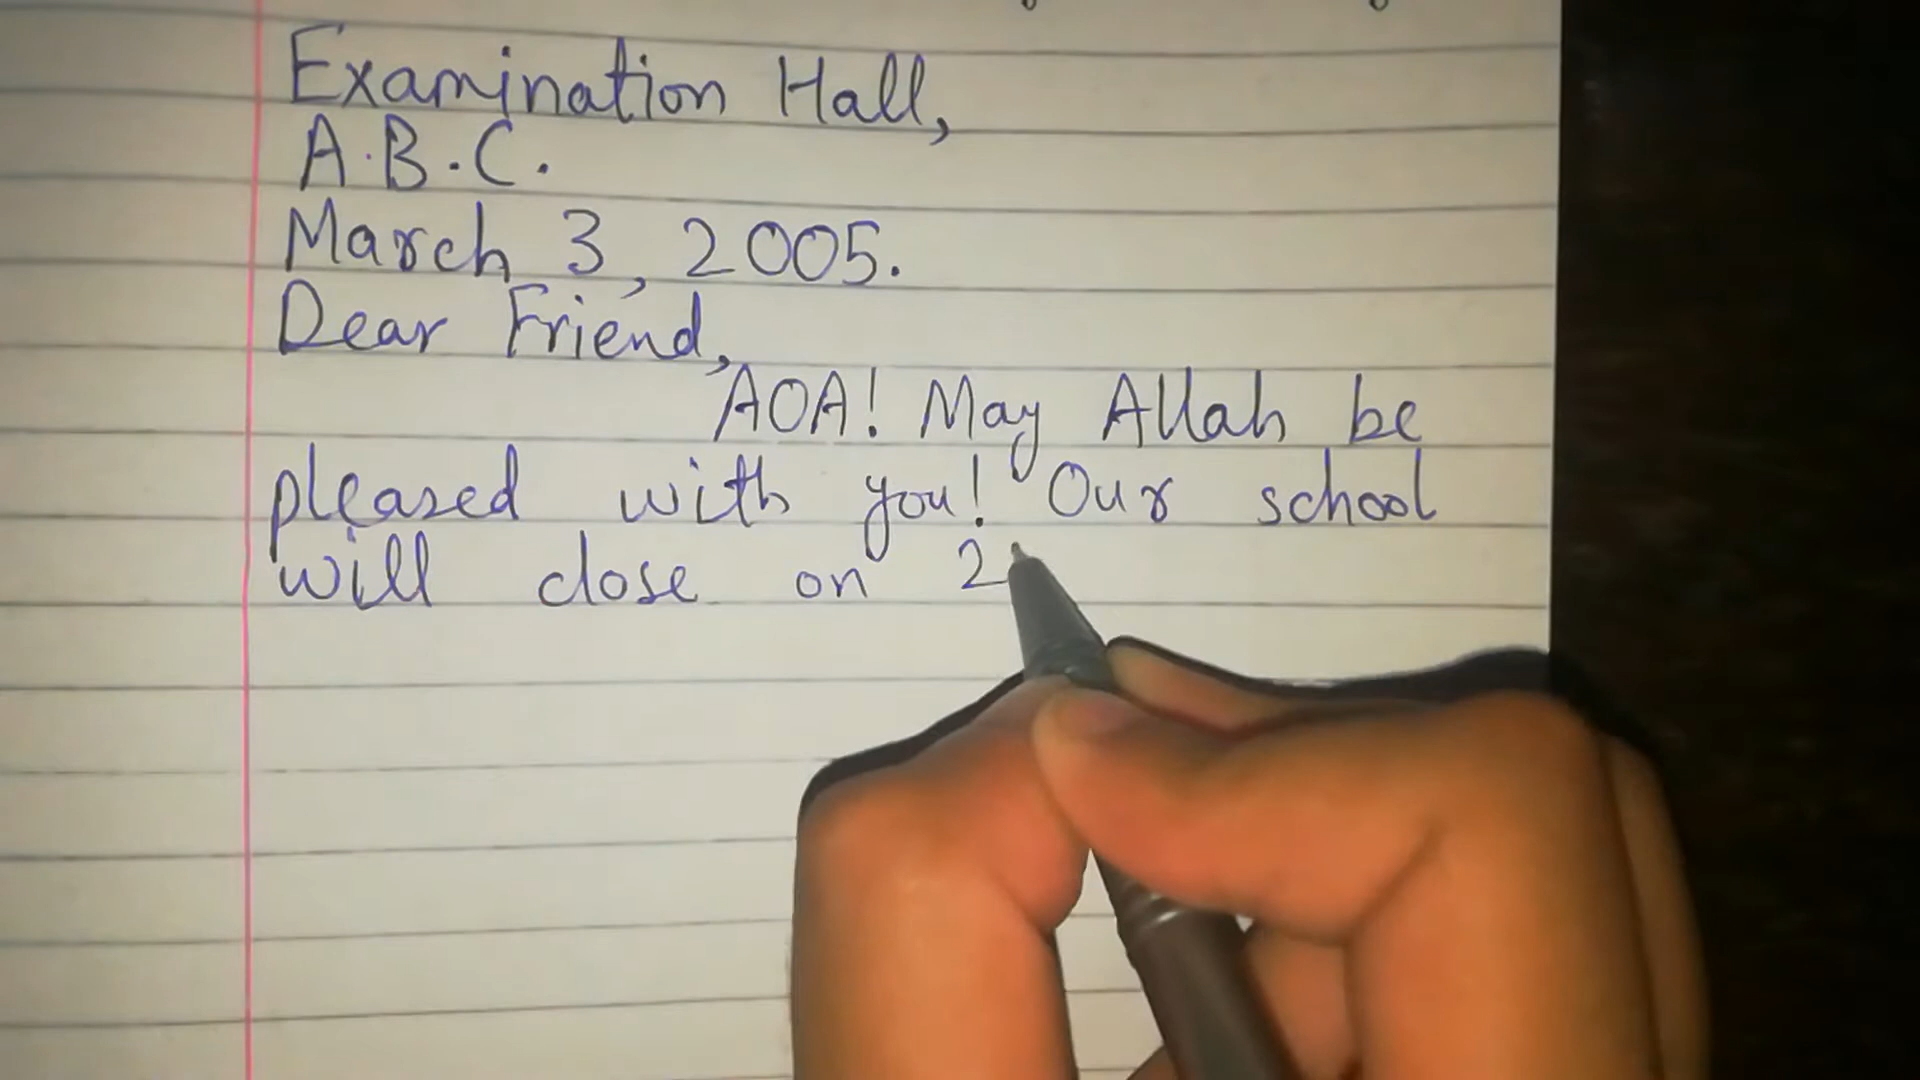 Examination Hall,
A.B.C.
March 3, 2005.
Dear Friend,
AOA! May Allah be
pleased with you! Our school
will close on 2